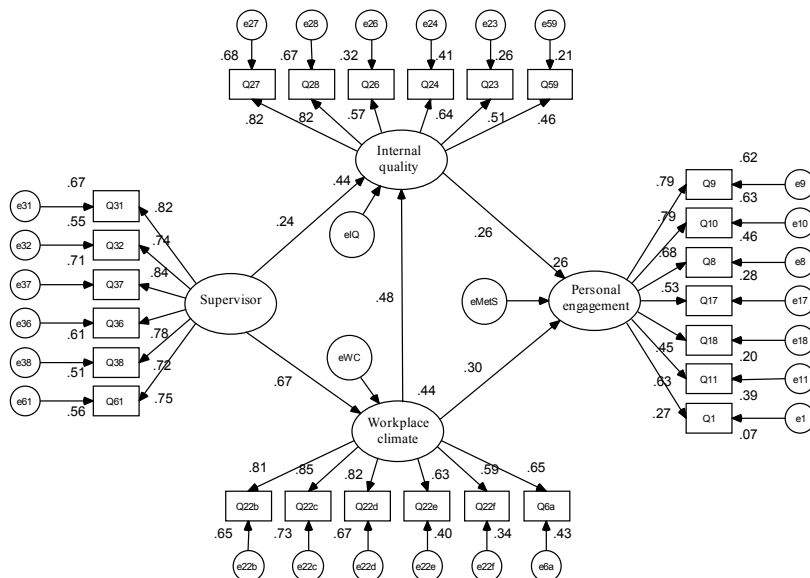 e27 e28 e26 e24 e23 e59
.68 .67 .32 .41 .26 .21
Q27 Q28 Q26 Q24 Q23 Q59
.82 .82 .57 .64 .51 .46
Internal
quality
.44
.67 .62
e31 Q31 .82 .79 Q9 e9
.55 .63
e32 Q32 .74 .79 Q10 e10
.71 .46
e37 Q37 .84 .68 Q8 e8
.28
e36 Q36 .53 Q17 e17
.61 .78
e38 Q38 Q18 e18
.51 .72 .45 .20
e61 Q61 .63 Q11 e11
.56 .75 .39
.27 Q1 e1
.07
.24 eIQ .26
Supervisor .48 eMetS .26
Personal
engagement
.67 eWC .30
.44
Workplace
climate
.81 .85 .82 .63 .59 .65
Q22b Q22c Q22d Q22e Q22f Q6a
.65 .73 .67 .40 .34 .43
e22b e22c e22d e22e e22f e6a